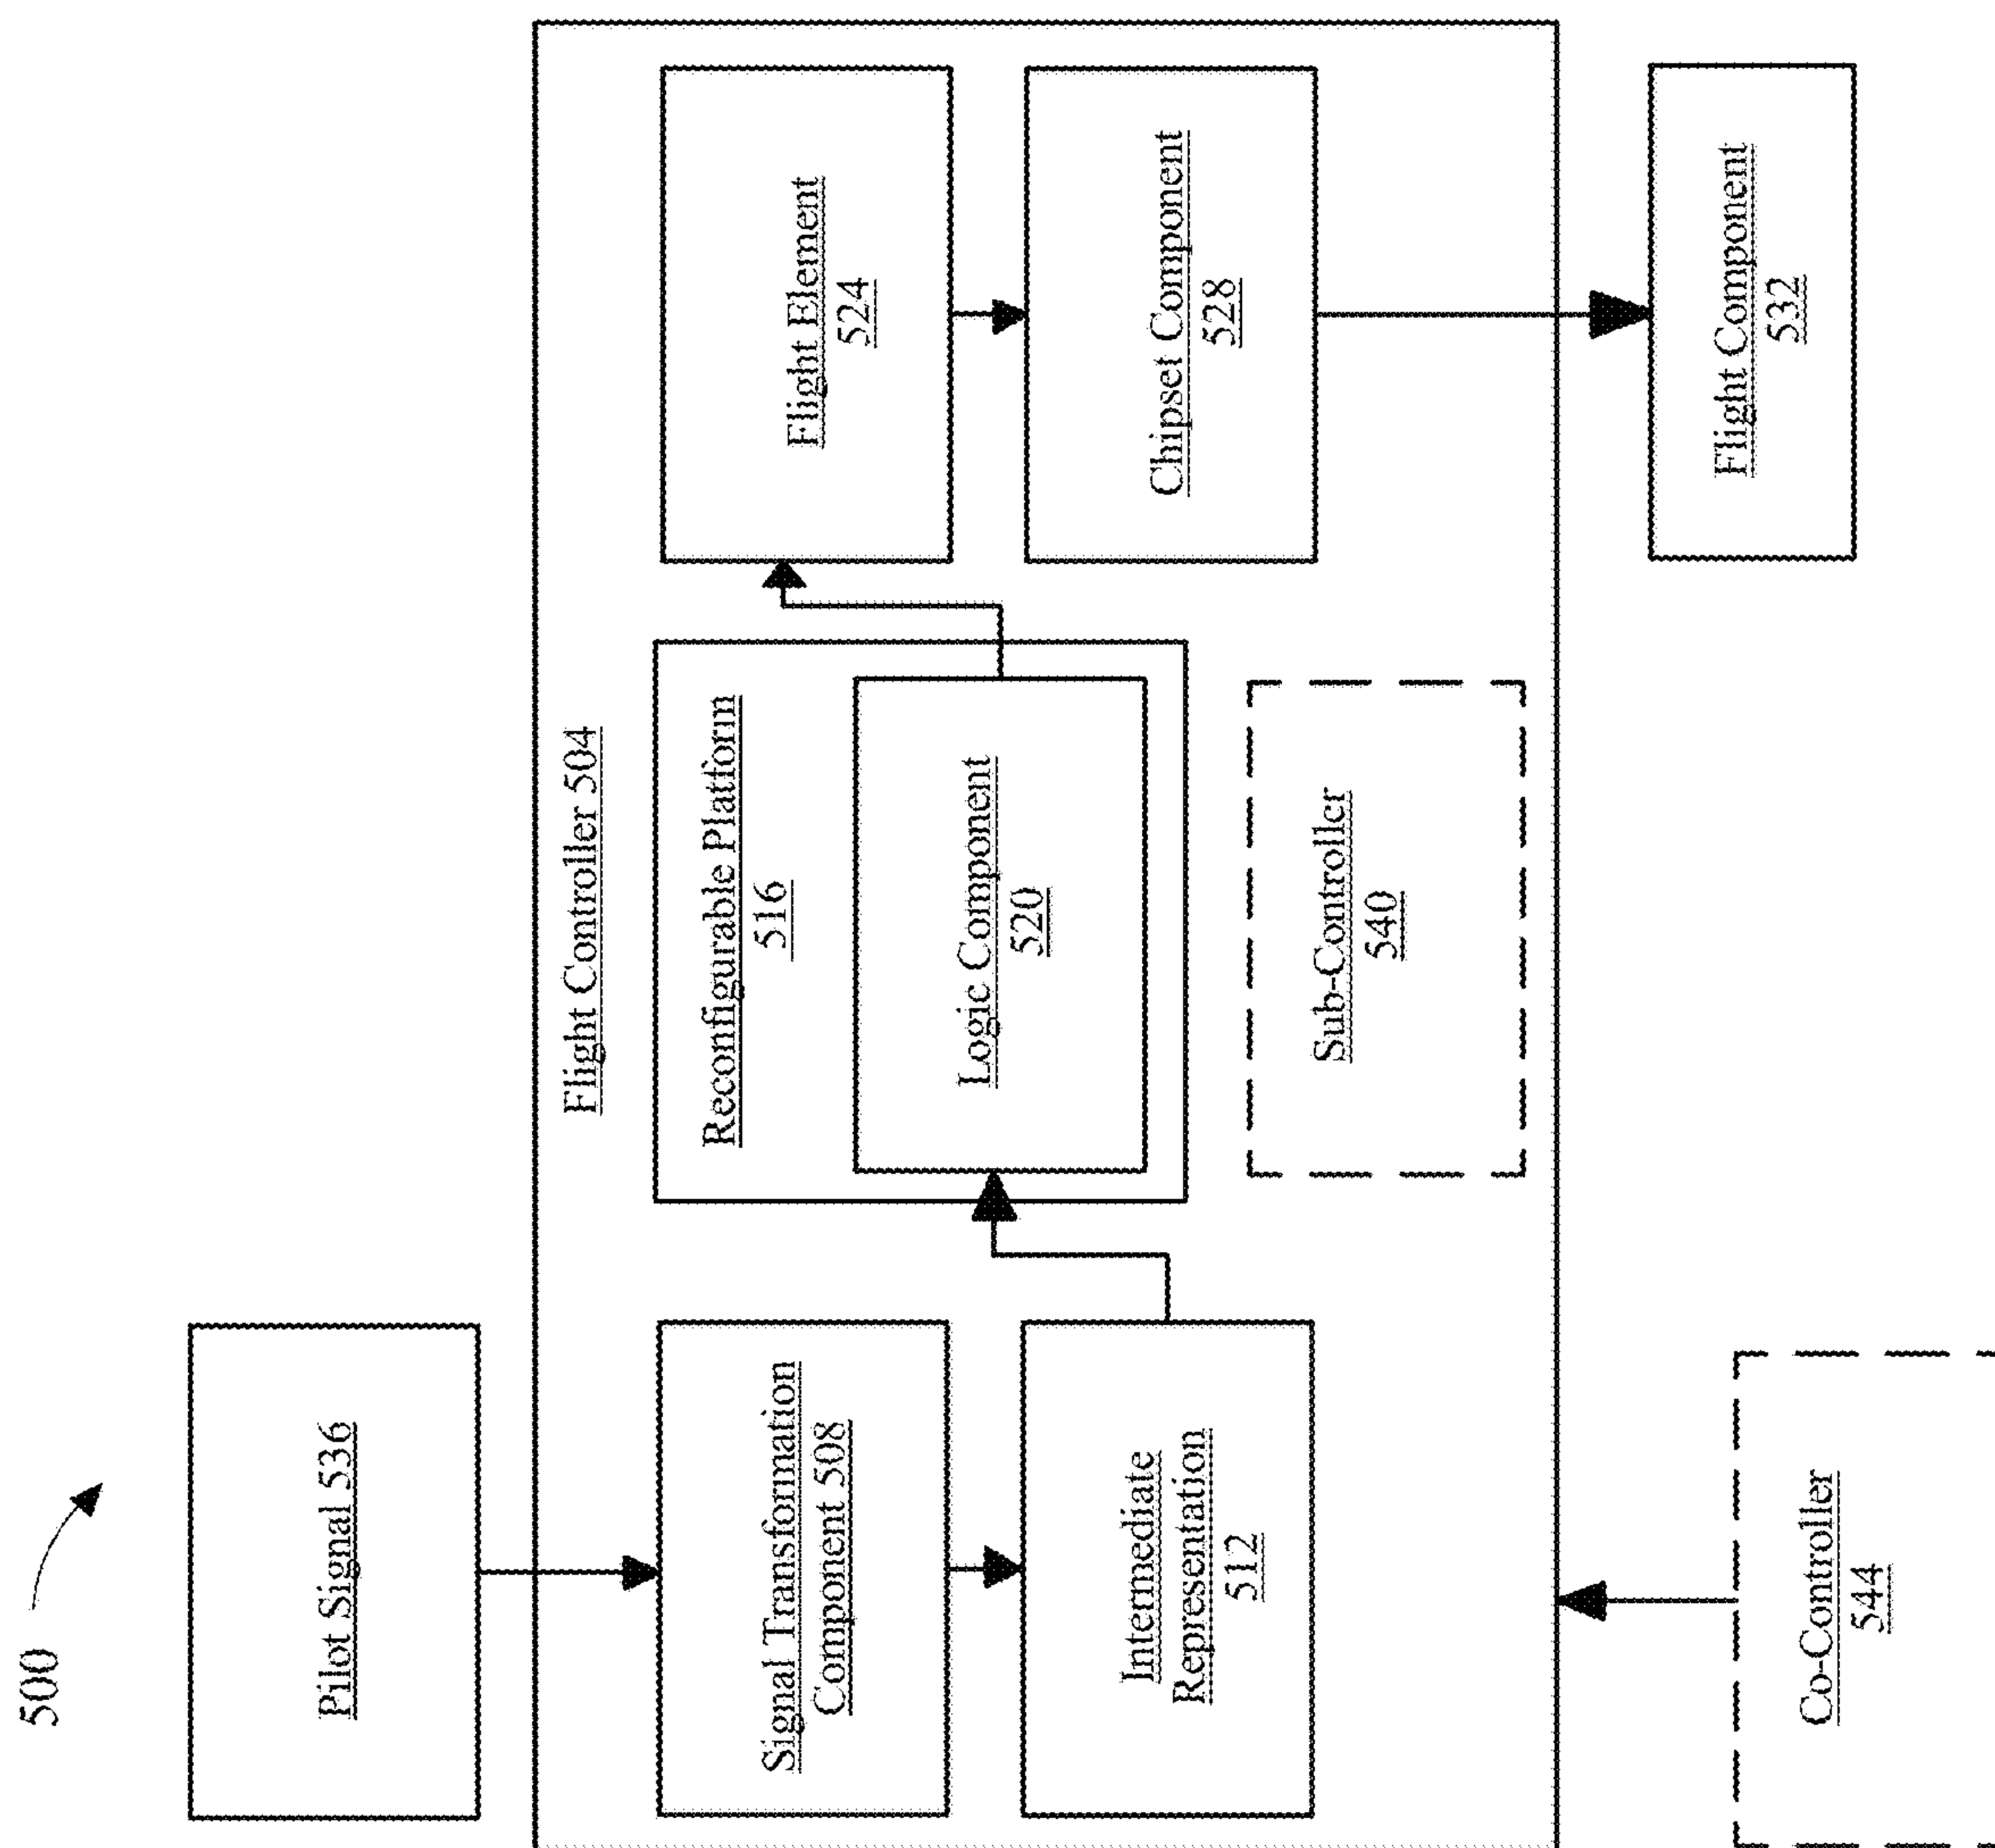 500
Pilot Signal 536
Flight Controller 504
Signal Transformation
Component 508
Intermediate
Representation
512
Reconfigurable Platform
516
Logic Component
520
Sub-Controller
540
Flight Element
524
Chipset Component
528
Co-Controller
544
Flight Component
532